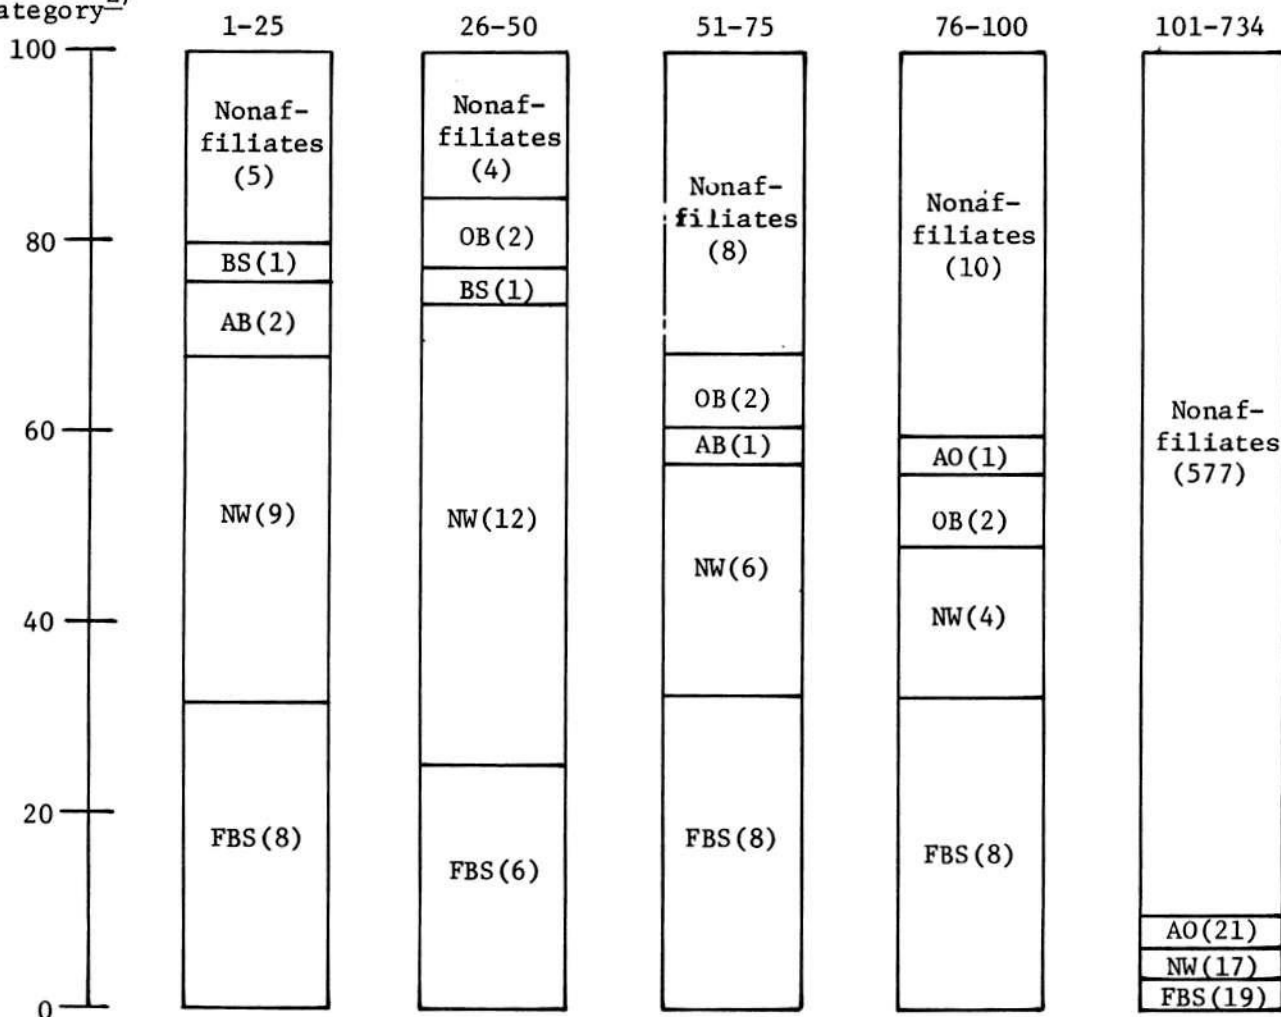 ategory2/
1-25 26-50 51-75 76-100 101-734
100
80
60
40
20
0
Nonaf-
filiates
(5)
BS(1)
AB(2)
NW(9)
FBS(8)
Nonaf-
filiates
(4)
OB(2)
BS(1)
NW(12)
FBS(6)
Nonaf-
filiates
(8)
OB(2)
AB(1)
NW(6)
FBS(8)
Nonaf-
filiates
(10)
AO(1)
OB(2)
NW(4)
FBS(8)
Nonaf-
filiates
(577)
AO(21)
NW(17)
FBS(19)